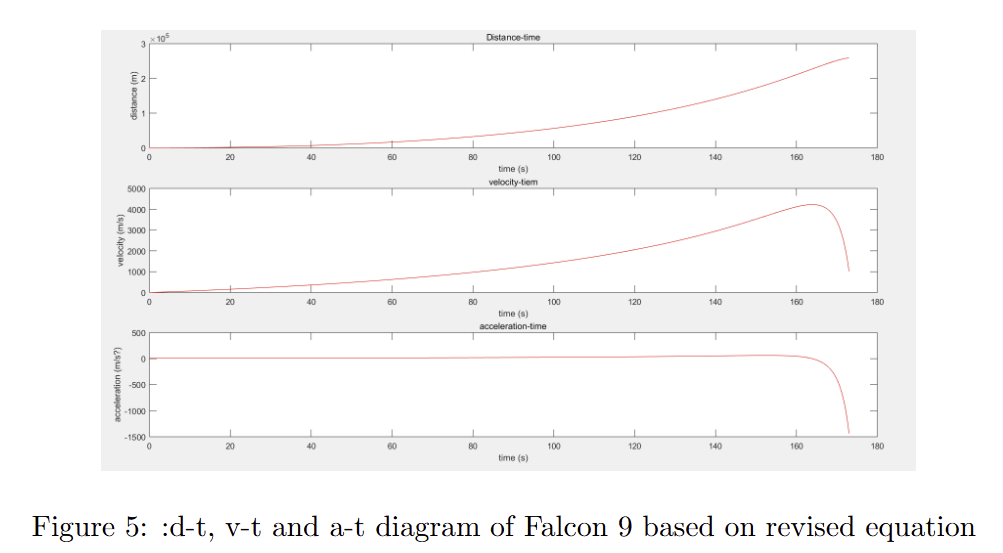 Distance-time
× 10⁵
3
2
1
0
distance (m)
0 20 40 60 80 100 120 140 160 180
time (s)
velocity-tiem
5000
4000
3000
2000
1000
0
velocity (m/s)
0 20 40 60 80 100 120 140 160 180
time (s)
acceleration-time
500
0
-500
-1000
-1500
acceleration (m/s?)
0 20 40 60 80 100 120 140 160 180
time (s)
Figure 5: :d-t, v-t and a-t diagram of Falcon 9 based on revised equation